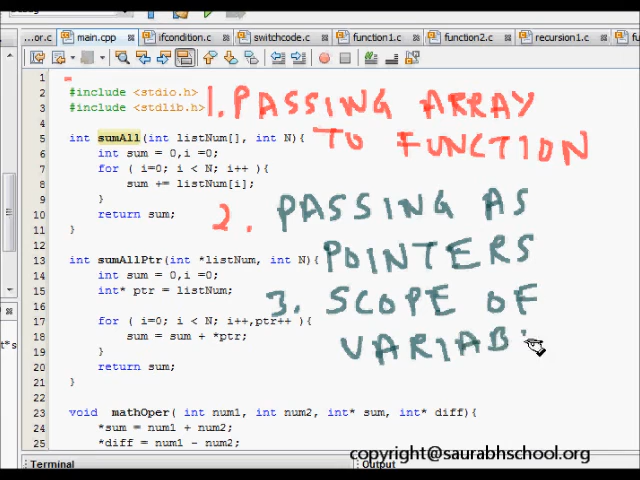 ...or.c main.cpp ifcondition.c switchcode.c function1.c function2.c recursion1.c fu
1
2 #include <stdio.h>
3 #include <stdlib.h>
4
5 int sumAll(int listNum[], int N){
6 int sum = 0,i =0;
7 for ( i=0; i < N; i++ ){
8 sum += listNum[i];
9 }
10 return sum;
11 }
12
13 int sumAllPtr(int *listNum, int N){
14 int sum = 0,i =0;
15 int* ptr = listNum;
16
17 for ( i=0; i < N; i++,ptr++ ){
18 sum = sum + *ptr;
19 }
20 return sum;
21 }
22
23 void mathOper( int num1, int num2, int* sum, int* diff){
24 *sum = num1 + num2;
25 *diff = num1 - num2;
1. PASSING ARRAY
TO FUNCTION
2. PASSING AS
POINTERS
3. SCOPE OF
VARIAB
t*s
copyright@saurabhschool.org
Terminal Output